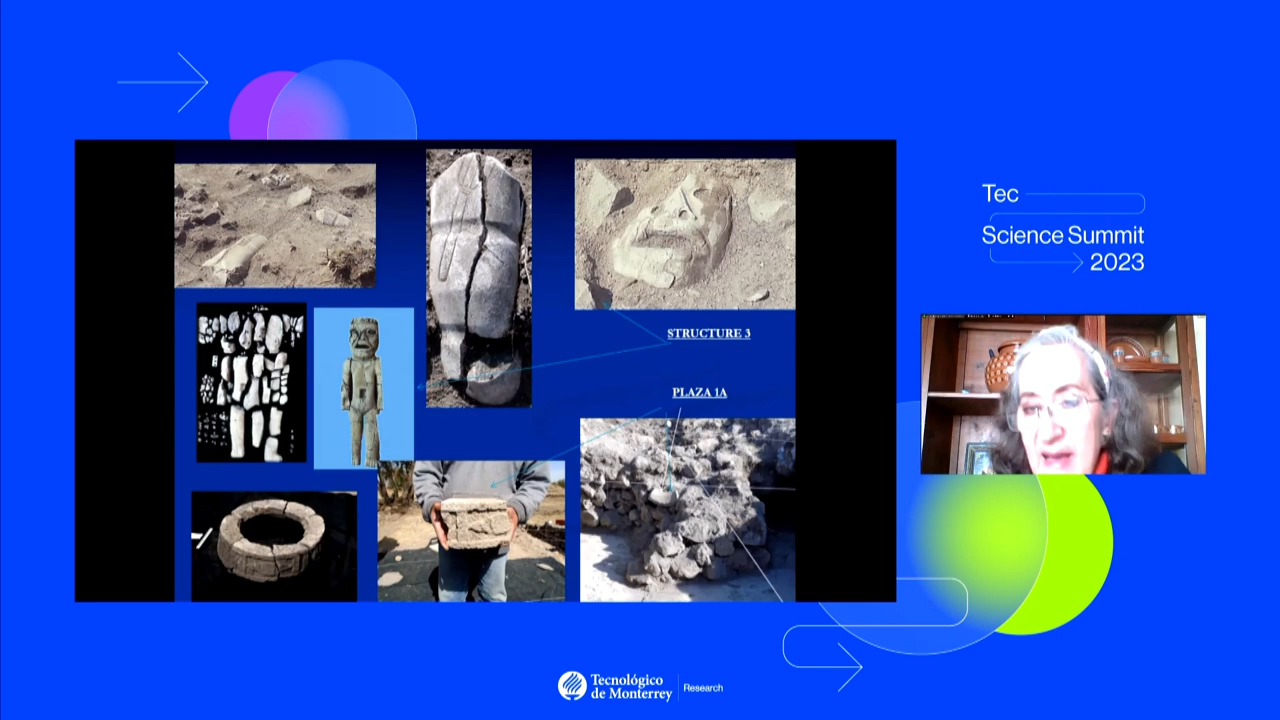 Tec
Science Summit
2023
STRUCTURE 3
PLAZA 1A
Tecnológico
de Monterrey
Research